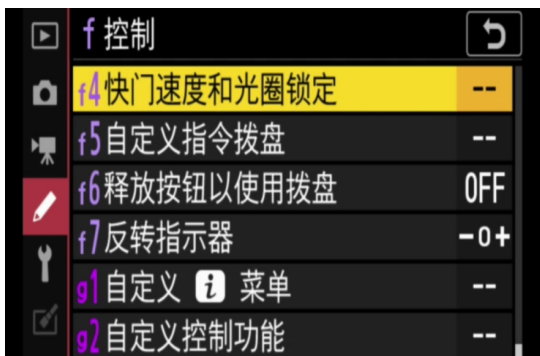 f 控制
f4 快门速度和光圈锁定 --
f5 自定义指令拨盘 --
f6 释放按钮以使用拨盘 OFF
f7 反转指示器 -0+
g1 自定义 i 菜单 --
g2 自定义控制功能 --